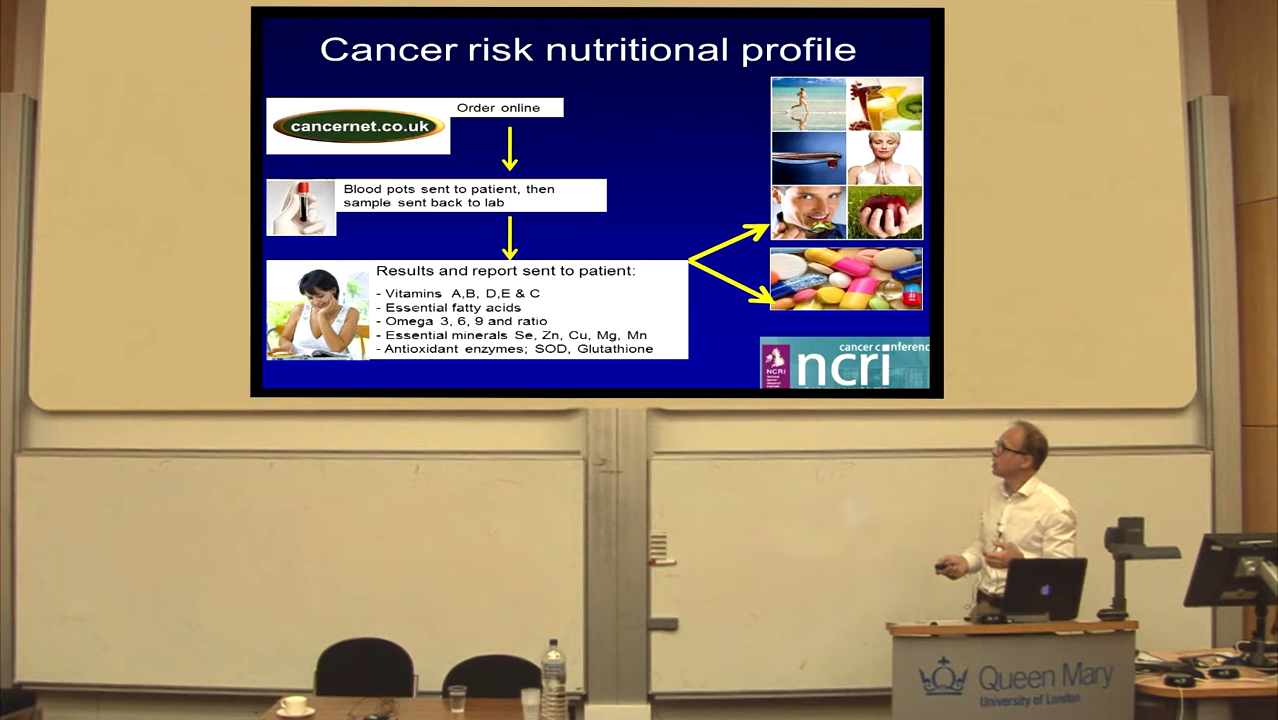 Cancer risk nutritional profile
Order online
cancernet.co.uk
Blood pots sent to patient, then
sample sent back to lab
Results and report sent to patient:
- Vitamins A,B, D,E & C
- Essential fatty acids
- Omega 3, 6, 9 and ratio
- Essential minerals Se, Zn, Cu, Mg, Mn
- Antioxidant enzymes; SOD, Glutathione
cancer c nferenc
NCRI
ncri
Queen Mary
University of London